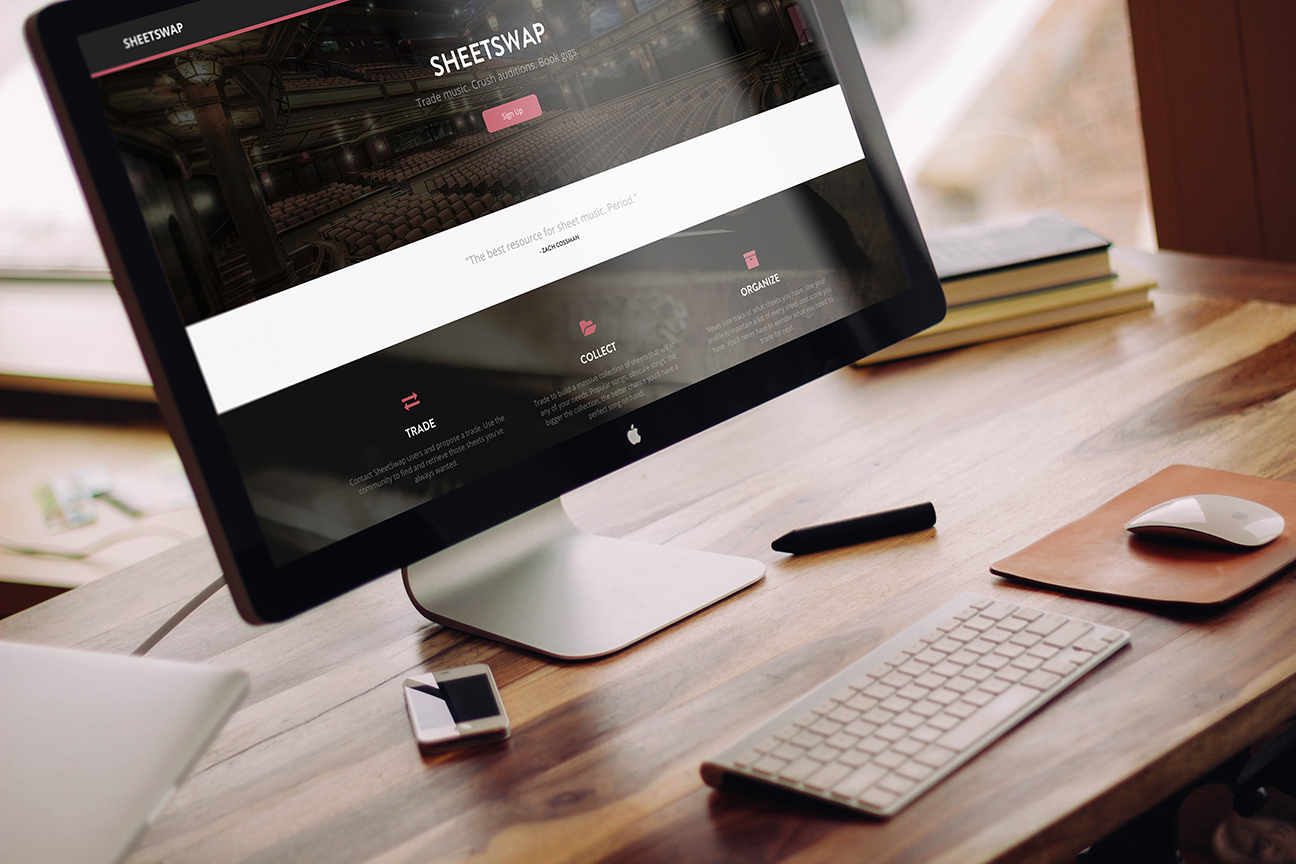 SHEETSWAP
SHEETSWAP
Trade music. Crush auditions. Book gigs.
Sign Up
"The best resource for sheet music. Period."
- ZACH COSSMAN
TRADE
Contact SheetSwap users and propose a trade. Use the
community to find and retrieve those sheets you've
always wanted.
COLLECT
Trade to build a massive collection of sheets that will fit
any of your needs. Popular songs, obscure songs, the
bigger the collection, the better chance you'll have a
perfect song on hand.
ORGANIZE
Never lose track of what sheets you have. Use your
profile to maintain a list of every sheet and score you
have. You'll never have to wonder what you need to
trade for next.